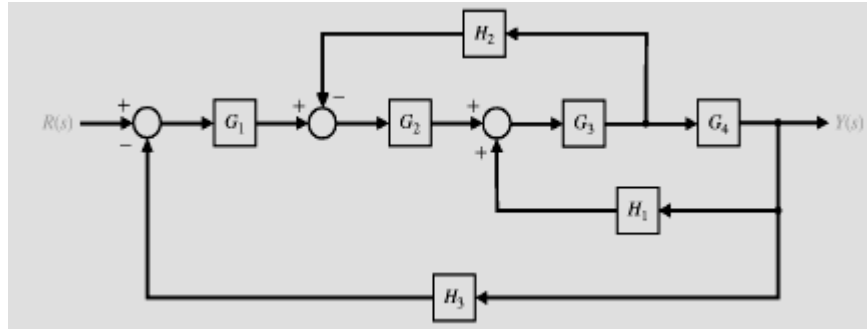 H₂
+ − + − +
R(s) G₁ G₂ G₃ G₄ Y(s)
− +
H₁
H₃